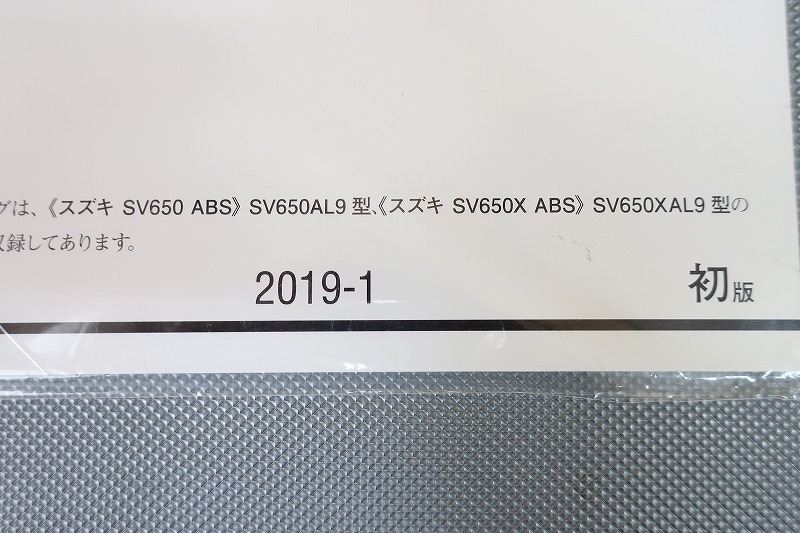 グは、《スズキ SV650 ABS》 SV650AL9 型、《スズキ SV650X ABS》 SV650XAL9 型の
収録してあります。
2019-1 初版